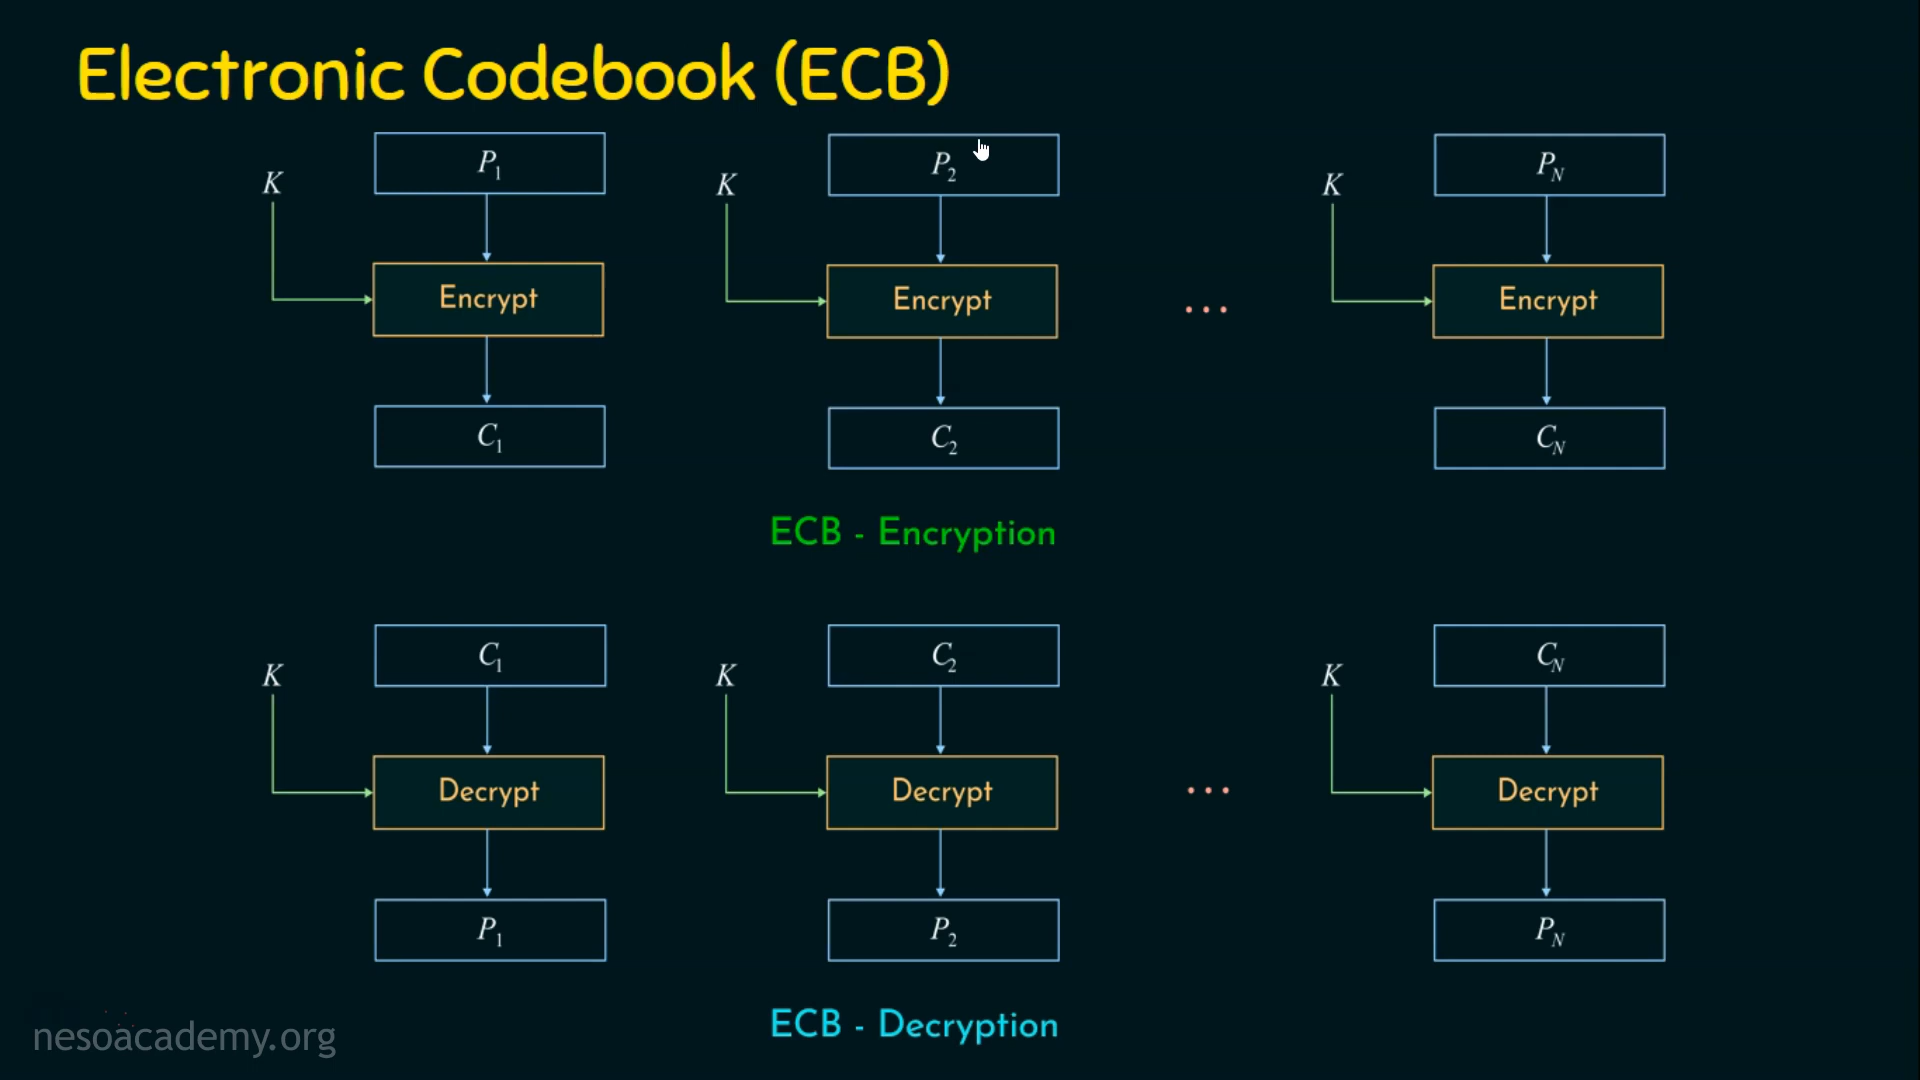 Electronic Codebook (ECB)
K P1 K P2 K PN
Encrypt Encrypt ... Encrypt
C1 C2 CN
ECB - Encryption
C1 C2 CN
K K K
Decrypt Decrypt ... Decrypt
P1 P2 PN
ECB - Decryption
nesoacademy.org